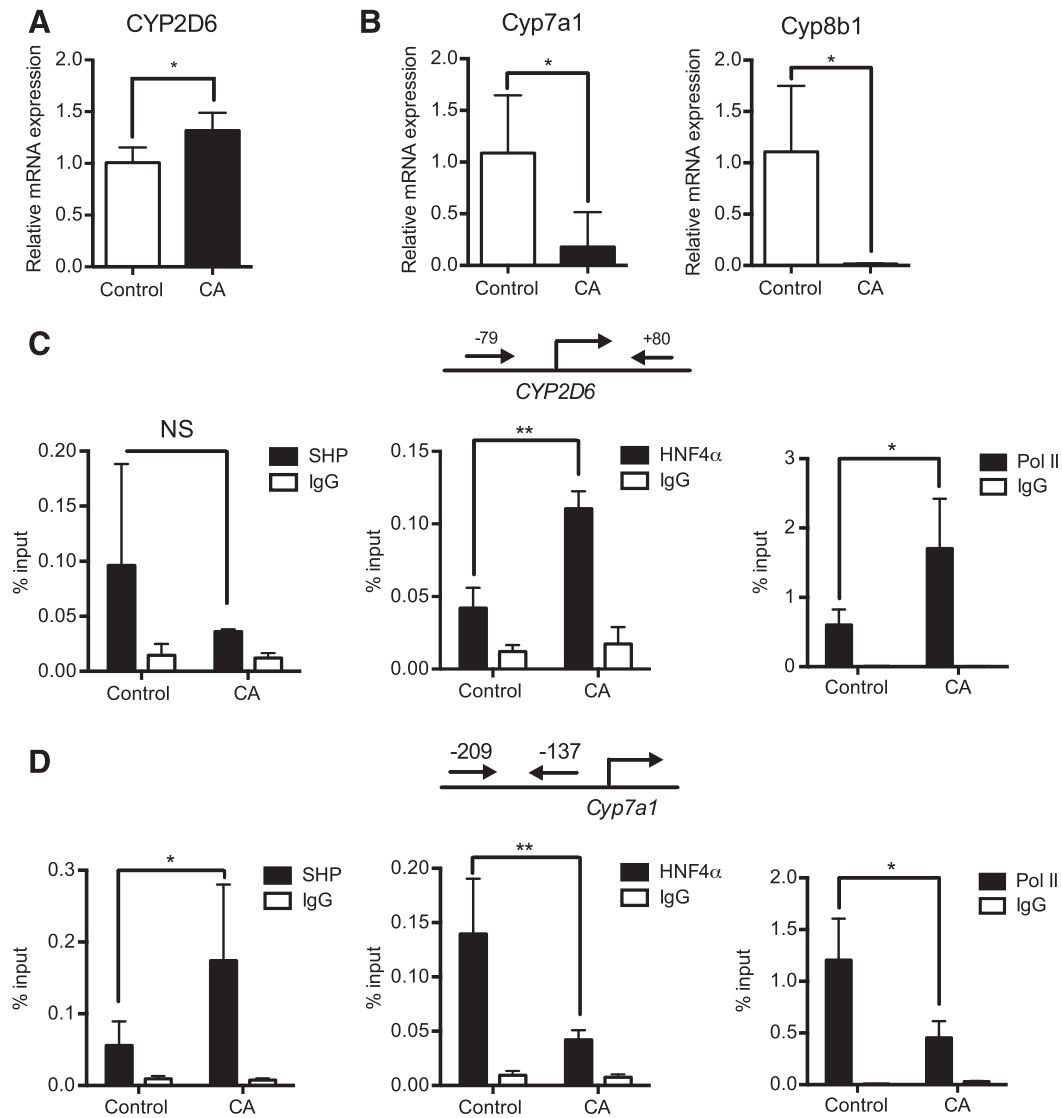 A
CYP2D6
Relative mRNA expression
2.0
1.5
1.0
0.5
0.0
*
Control
CA
B
Cyp7a1
Relative mRNA expression
2.0
1.5
1.0
0.5
0.0
*
Control
CA
Cyp8b1
Relative mRNA expression
2.0
1.5
1.0
0.5
0.0
*
Control
CA
C
-79
+80
CYP2D6
NS
% input
0.20
0.15
0.10
0.05
0.00
SHP
IgG
Control
CA
**
% input
0.15
0.10
0.05
0.00
HNF4α
IgG
Control
CA
*
% input
3
2
1
0
Pol II
IgG
Control
CA
D
-209
-137
Cyp7a1
*
% input
0.3
0.2
0.1
0.0
SHP
IgG
Control
CA
**
% input
0.20
0.15
0.10
0.05
0.00
HNF4α
IgG
Control
CA
*
% input
2.0
1.5
1.0
0.5
0.0
Pol II
IgG
Control
CA